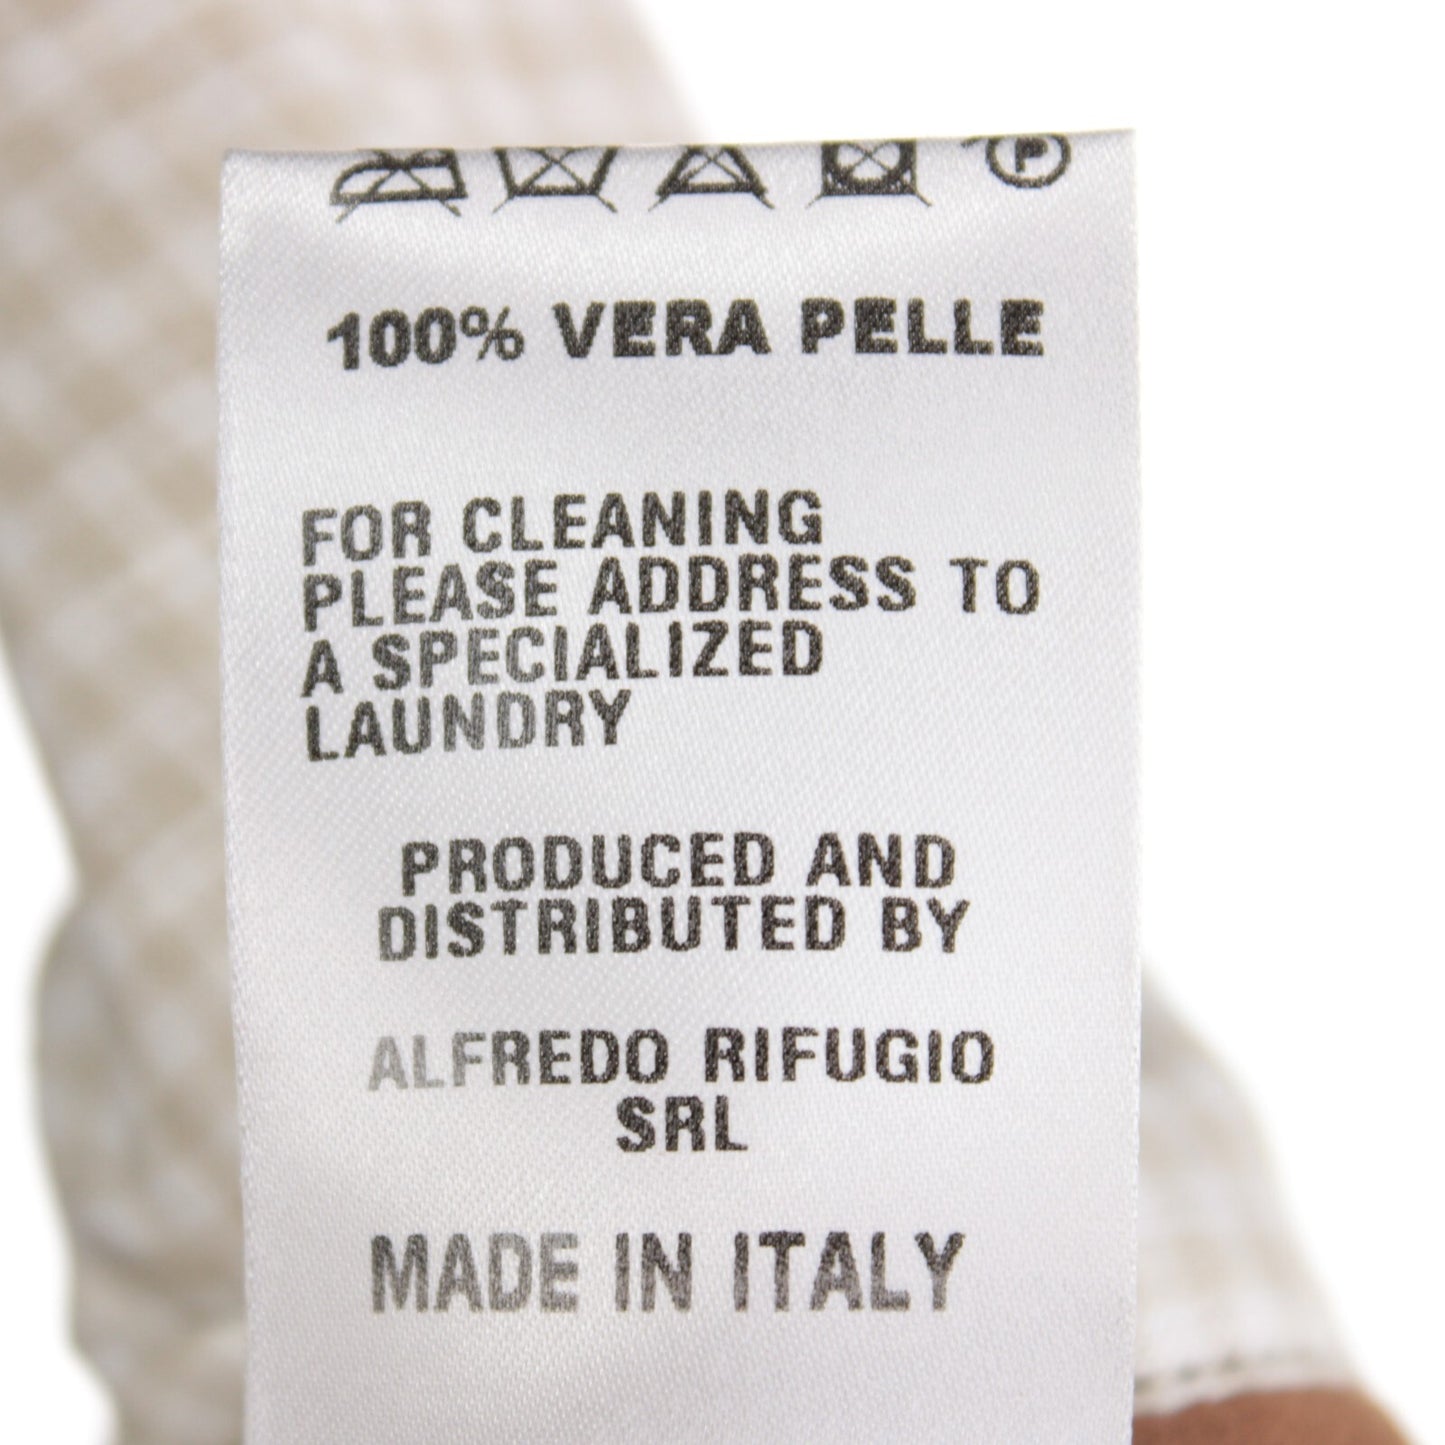 P
100% VERA PELLE
FOR CLEANING
PLEASE ADDRESS TO
A SPECIALIZED
LAUNDRY
PRODUCED AND
DISTRIBUTED BY
ALFREDO RIFUGIO
SRL
MADE IN ITALY